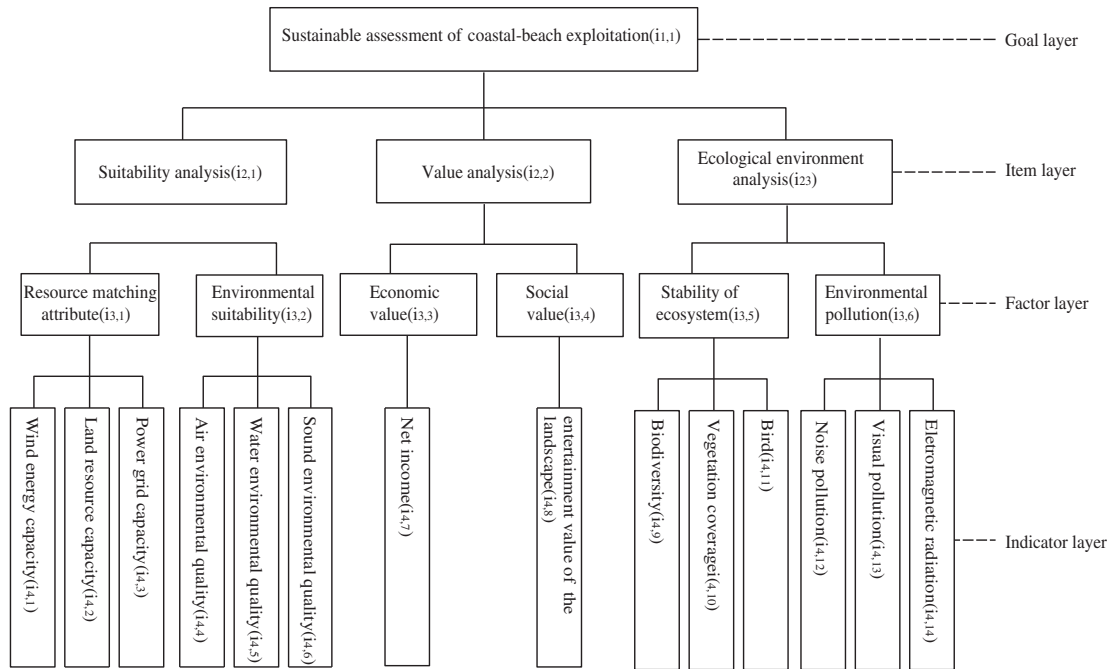 Sustainable assessment of coastal-beach exploitation(i1,1)
Goal layer
Suitability analysis(i2,1)
Value analysis(i2,2)
Ecological environment
analysis(i23)
Item layer
Resource matching
attribute(i3,1)
Environmental
suitability(i3,2)
Economic
value(i3,3)
Social
value(i3,4)
Stability of
ecosystem(i3,5)
Environmental
pollution(i3,6)
Factor layer
Wind energy capacity(i4,1)
Land resource capacity(i4,2)
Power grid capacity(i4,3)
Air environmental quality(i4,4)
Water environmental quality(i4,5)
Sound environmental quality(i4,6)
Net income(i4,7)
entertainment value of the
landscape(i4,8)
Biodiversity(i4,9)
Vegetation coveragei(4,10)
Bird(i4,11)
Noise pollution(i4,12)
Visual pollution(i4,13)
Eletromagnetic radiation(i4,14)
Indicator layer